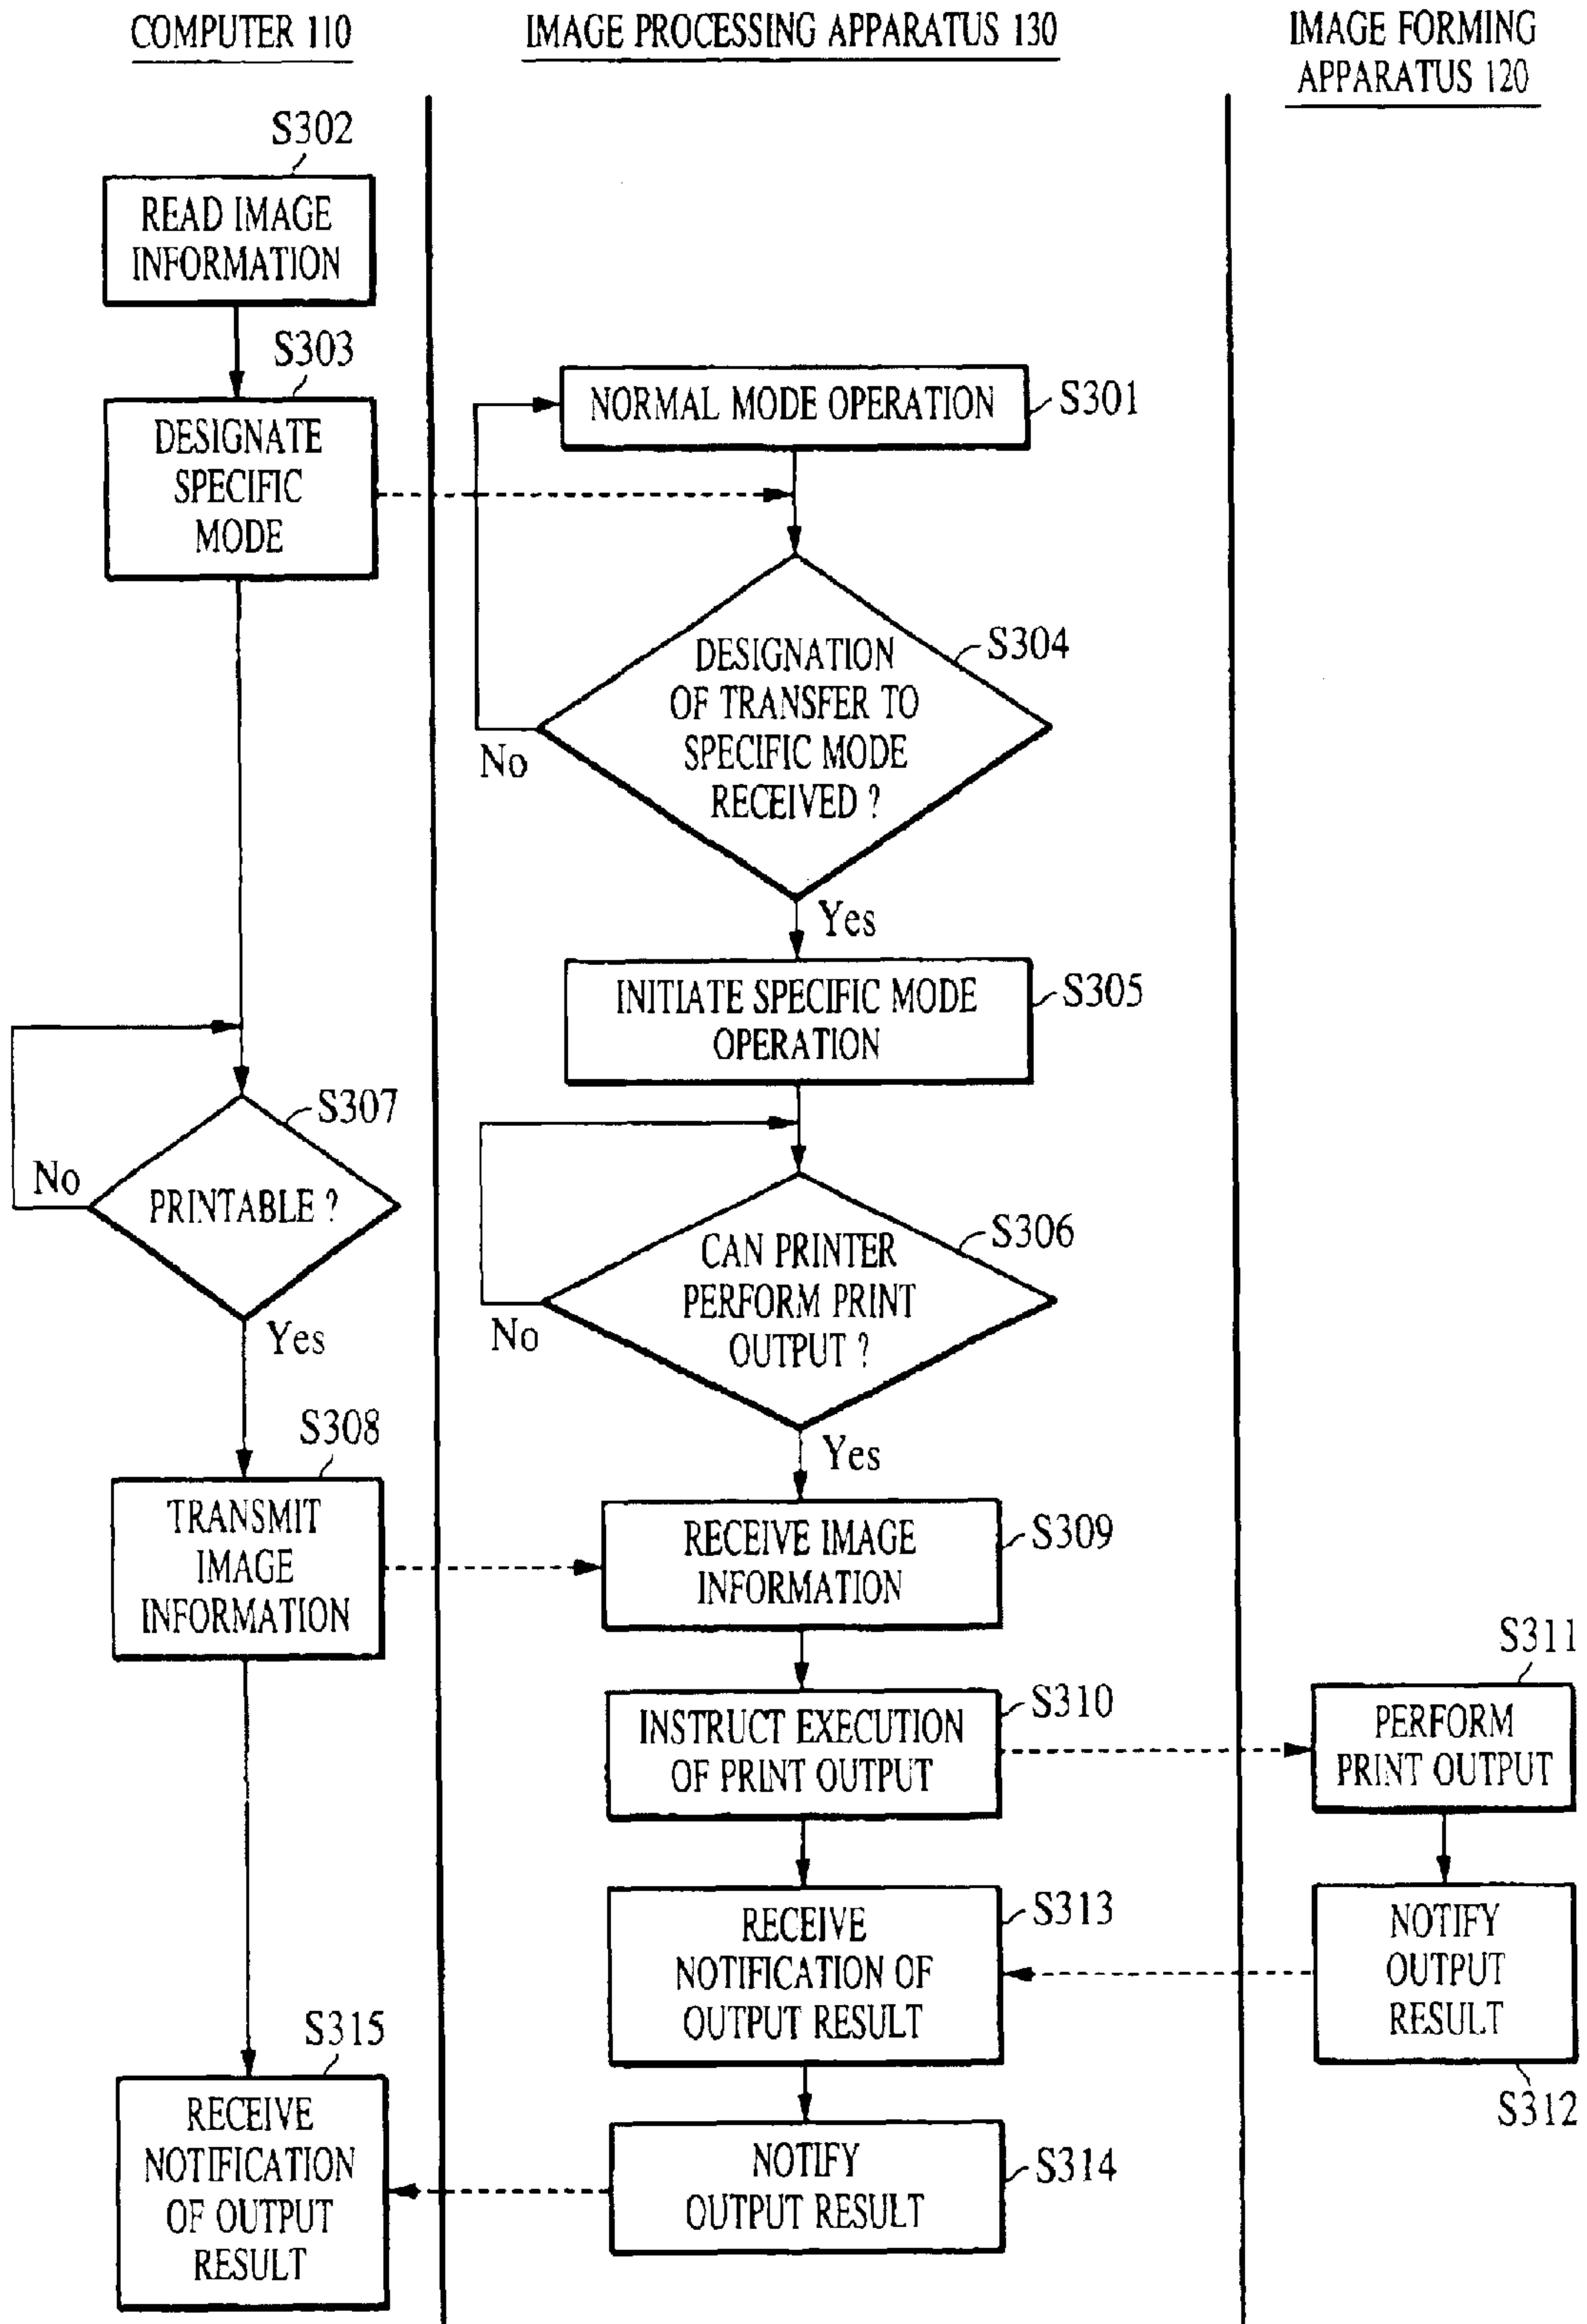 COMPUTER 110
IMAGE PROCESSING APPARATUS 130
IMAGE FORMING
APPARATUS 120
S302
READ IMAGE
INFORMATION
S303
DESIGNATE
SPECIFIC
MODE
NORMAL MODE OPERATION
S301
DESIGNATION
OF TRANSFER TO
SPECIFIC MODE
RECEIVED ?
S304
No
Yes
INITIATE SPECIFIC MODE
OPERATION
S305
S307
PRINTABLE ?
No
Yes
CAN PRINTER
PERFORM PRINT
OUTPUT ?
S306
No
Yes
S308
TRANSMIT
IMAGE
INFORMATION
RECEIVE IMAGE
INFORMATION
S309
INSTRUCT EXECUTION
OF PRINT OUTPUT
S310
S311
PERFORM
PRINT OUTPUT
RECEIVE
NOTIFICATION OF
OUTPUT RESULT
S313
NOTIFY
OUTPUT
RESULT
S312
S315
RECEIVE
NOTIFICATION
OF OUTPUT
RESULT
NOTIFY
OUTPUT RESULT
S314